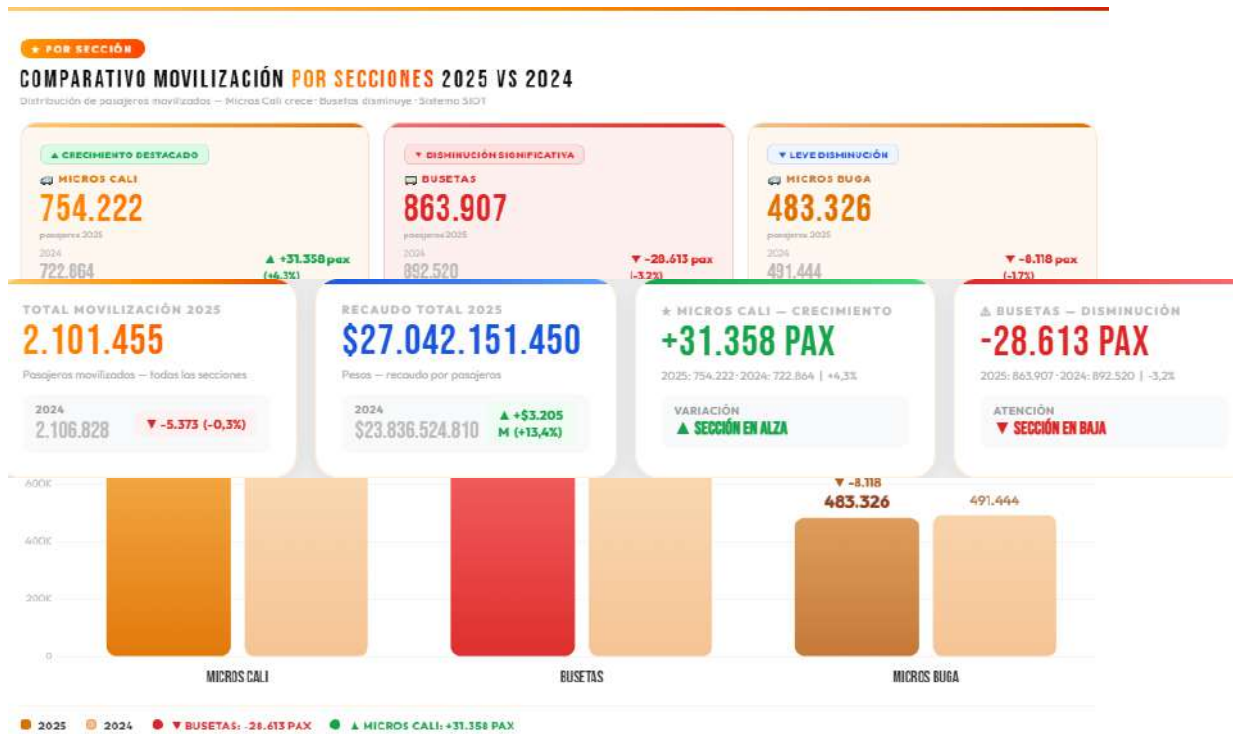 ★ POR SECCIÓN
COMPARATIVO MOVILIZACIÓN POR SECCIONES 2025 VS 2024
Distribución de pasajeros movilizados — Micros Cali crece · Busetas disminuye · Sistema SIOT
▲ CRECIMIENTO DESTACADO
MICROS CALI
754.222
pasajeros 2025
2024
722.864
▲ +31.358 pax
(+4,3%)
▼ DISMINUCIÓN SIGNIFICATIVA
BUSETAS
863.907
pasajeros 2025
2024
892.520
▼ -28.613 pax
(-3,2%)
▼ LEVE DISMINUCIÓN
MICROS BUGA
483.326
pasajeros 2025
2024
491.444
▼ -8.118 pax
(-1,7%)
TOTAL MOVILIZACIÓN 2025
2.101.455
Pasajeros movilizados — todas las secciones
2024
2.106.828
▼ -5.373 (-0,3%)
RECAUDO TOTAL 2025
$27.042.151.450
Pesos — recaudo por pasajeros
2024
$23.836.524.810
▲ +$3.205
M (+13,4%)
★ MICROS CALI — CRECIMIENTO
+31.358 PAX
2025: 754.222 · 2024: 722.864 | +4,3%
VARIACIÓN
▲ SECCIÓN EN ALZA
⚠ BUSETAS — DISMINUCIÓN
-28.613 PAX
2025: 863.907 · 2024: 892.520 | -3,2%
ATENCIÓN
▼ SECCIÓN EN BAJA
600K
400K
200K
0
▼ -8.118
483.326
491.444
MICROS CALI
BUSETAS
MICROS BUGA
2025
2024
▼ BUSETAS: -28.613 PAX
▲ MICROS CALI: +31.358 PAX